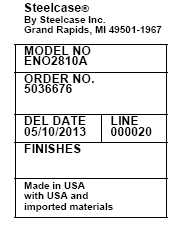 Steelcase®
By Steelcase Inc.
Grand Rapids, MI 49501-1967
MODEL NO
ENO2810A
ORDER NO.
5036676
DEL DATE LINE
05/10/2013 000020
FINISHES
Made in USA
with USA and
imported materials